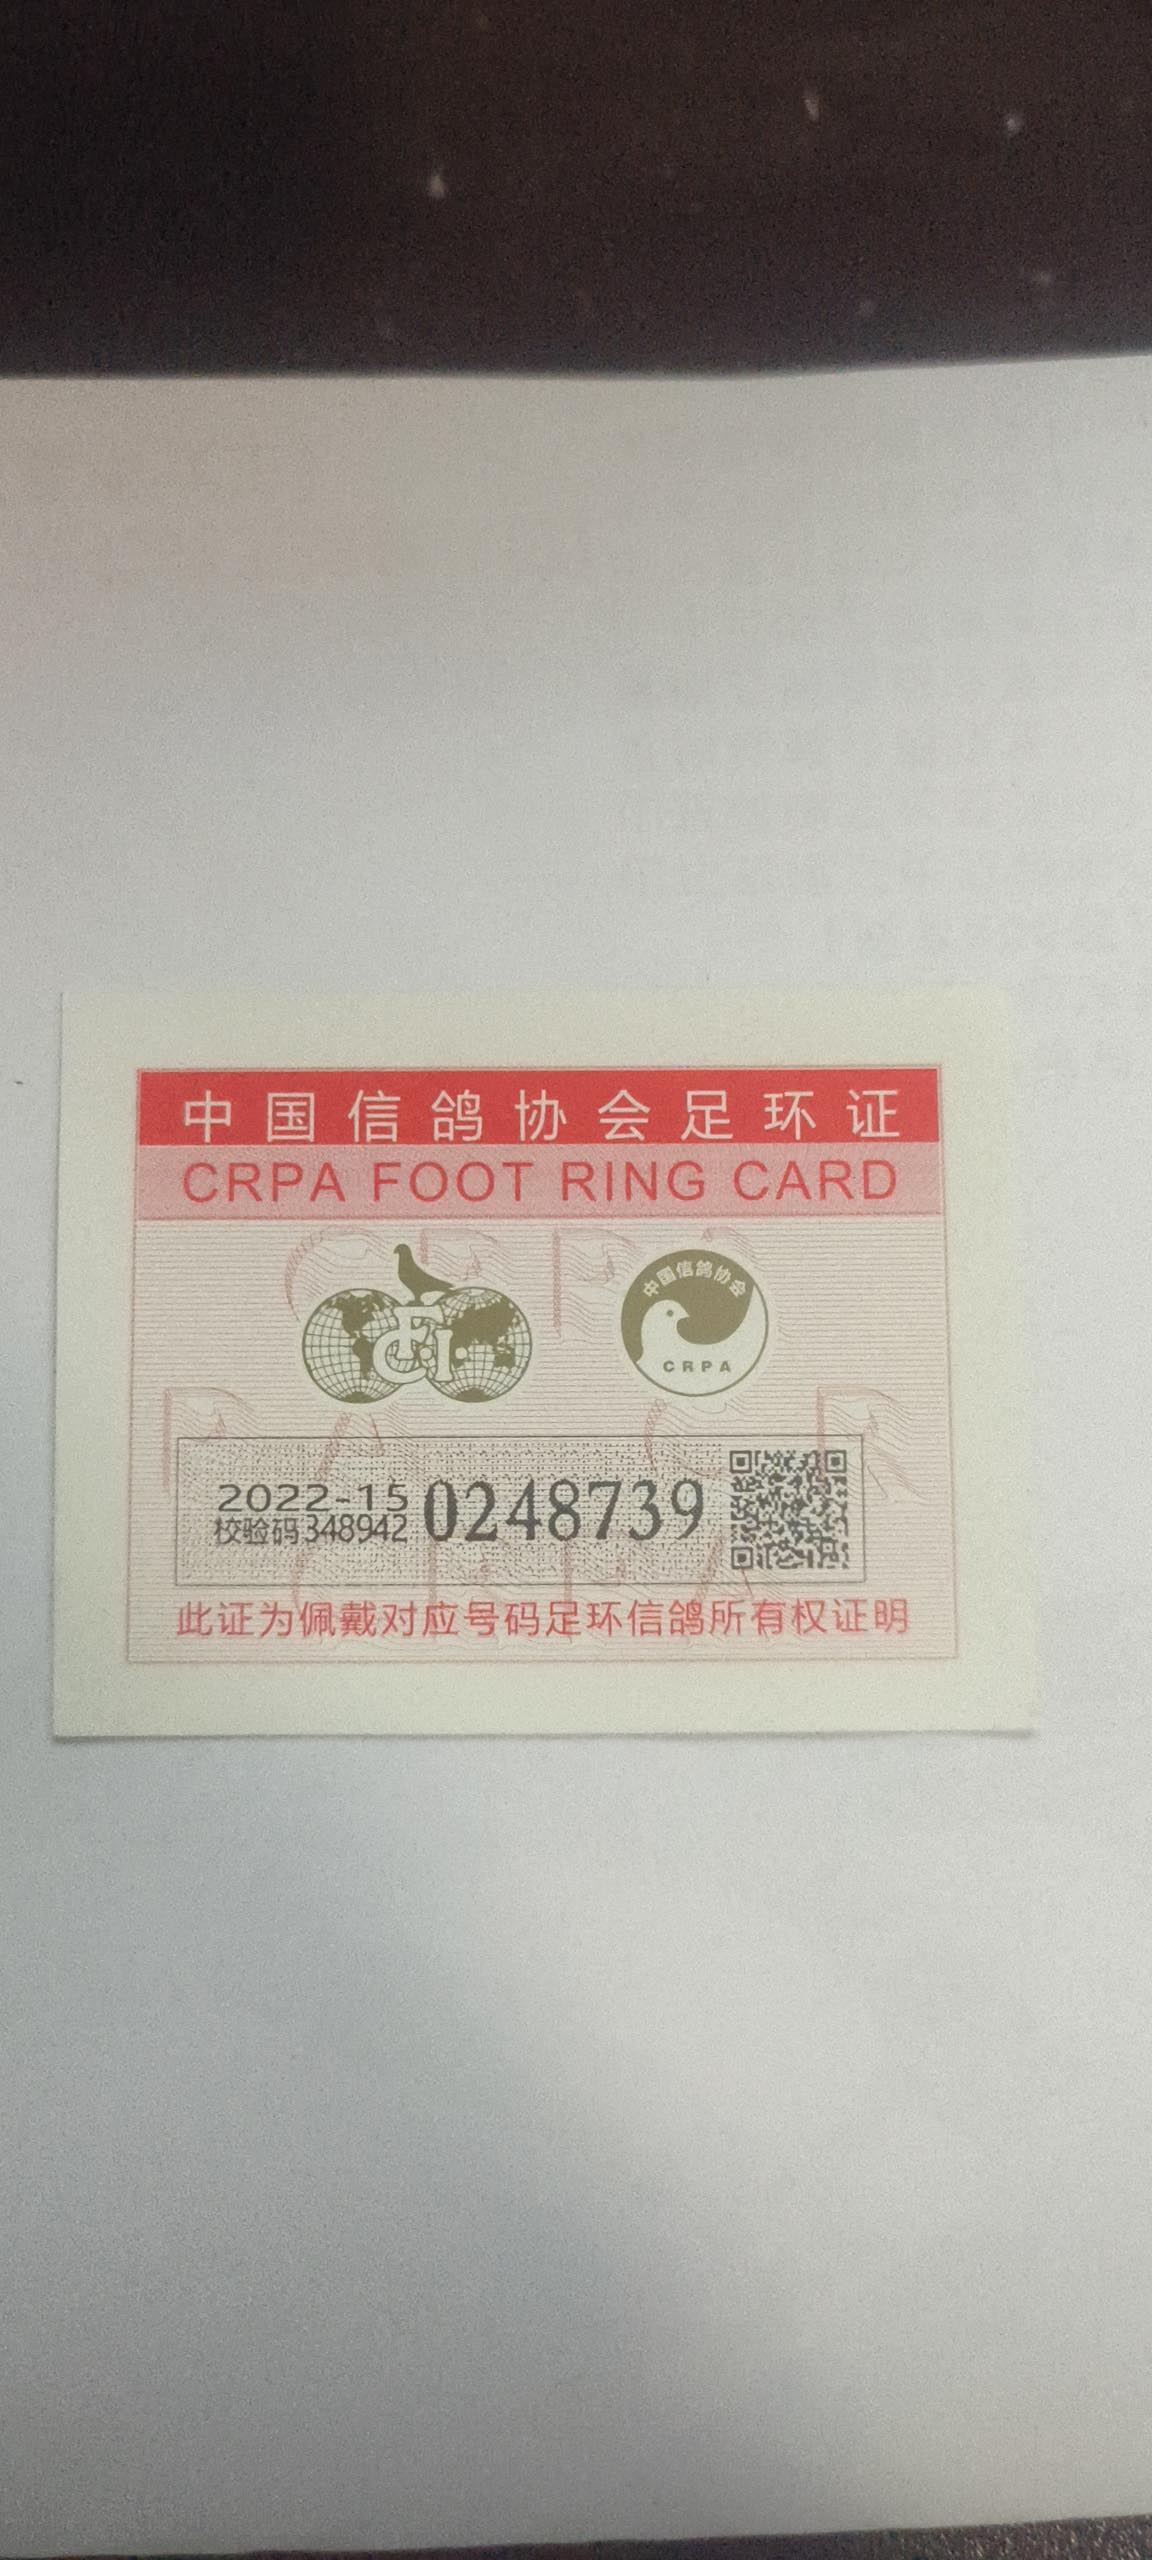 中国信鸽协会足环证
CRPA FOOT RING CARD
FCI
中国信鸽协会
CRPA
2022-15
校验码348942
0248739
此证为佩戴对应号码足环信鸽所有权证明